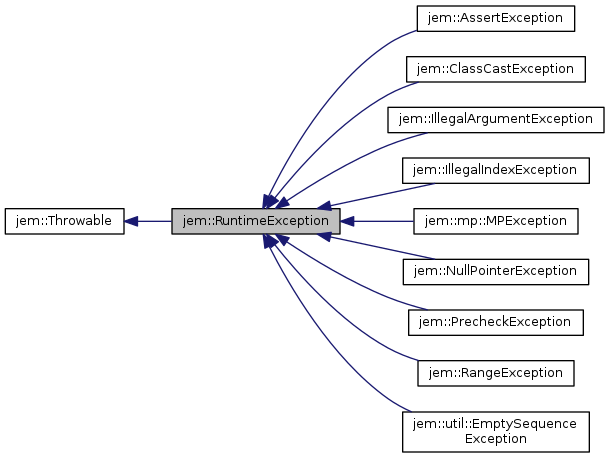 jem::AssertException
jem::ClassCastException
jem::IllegalArgumentException
jem::IllegalIndexException
jem::Throwable
jem::RuntimeException
jem::mp::MPException
jem::NullPointerException
jem::PrecheckException
jem::RangeException
jem::util::EmptySequence
Exception